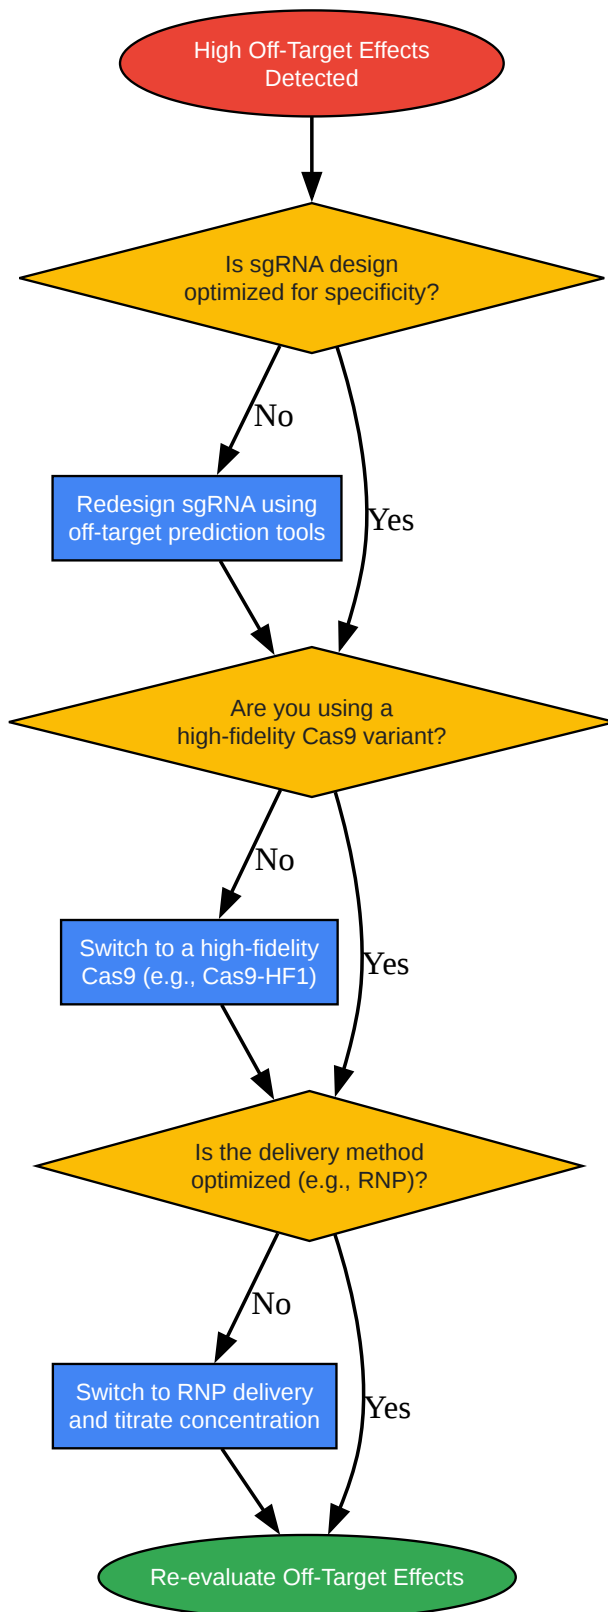 High Off-Target Effects
Detected
Is sgRNA design
optimized for specificity?
No
Yes
Redesign sgRNA using
off-target prediction tools
Are you using a
high-fidelity Cas9 variant?
No
Yes
Switch to a high-fidelity
Cas9 (e.g., Cas9-HF1)
Is the delivery method
optimized (e.g., RNP)?
No
Yes
Switch to RNP delivery
and titrate concentration
Re-evaluate Off-Target Effects